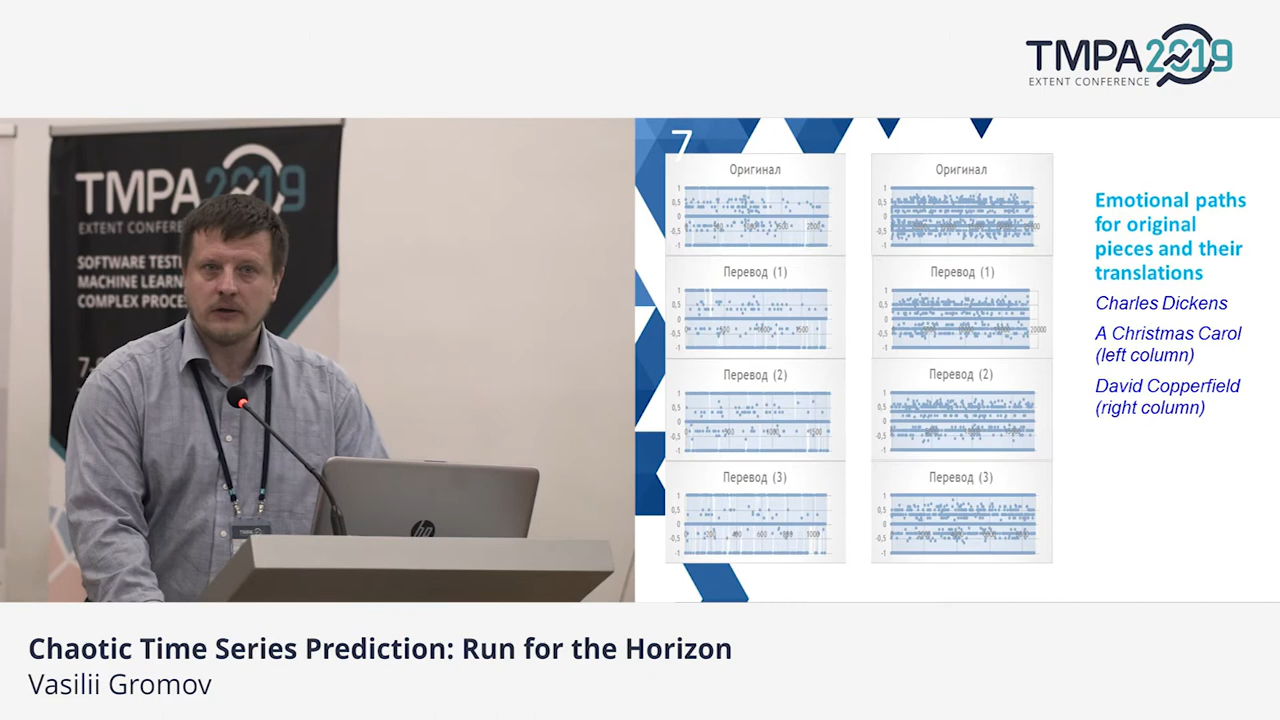 TMPA2019
EXTENT CONFERENCE
TMPA 2019
EXTENT CONFERE
SOFTWARE TESTI
MACHINE LEARN
COMPLEX PROCE
hp
7
Оригинал
Перевод (1)
Перевод (2)
Перевод (3)
Оригинал
Перевод (1)
Перевод (2)
Перевод (3)
Emotional paths
for original
pieces and their
translations
Charles Dickens
A Christmas Carol
(left column)
David Copperfield
(right column)
Chaotic Time Series Prediction: Run for the Horizon
Vasilii Gromov